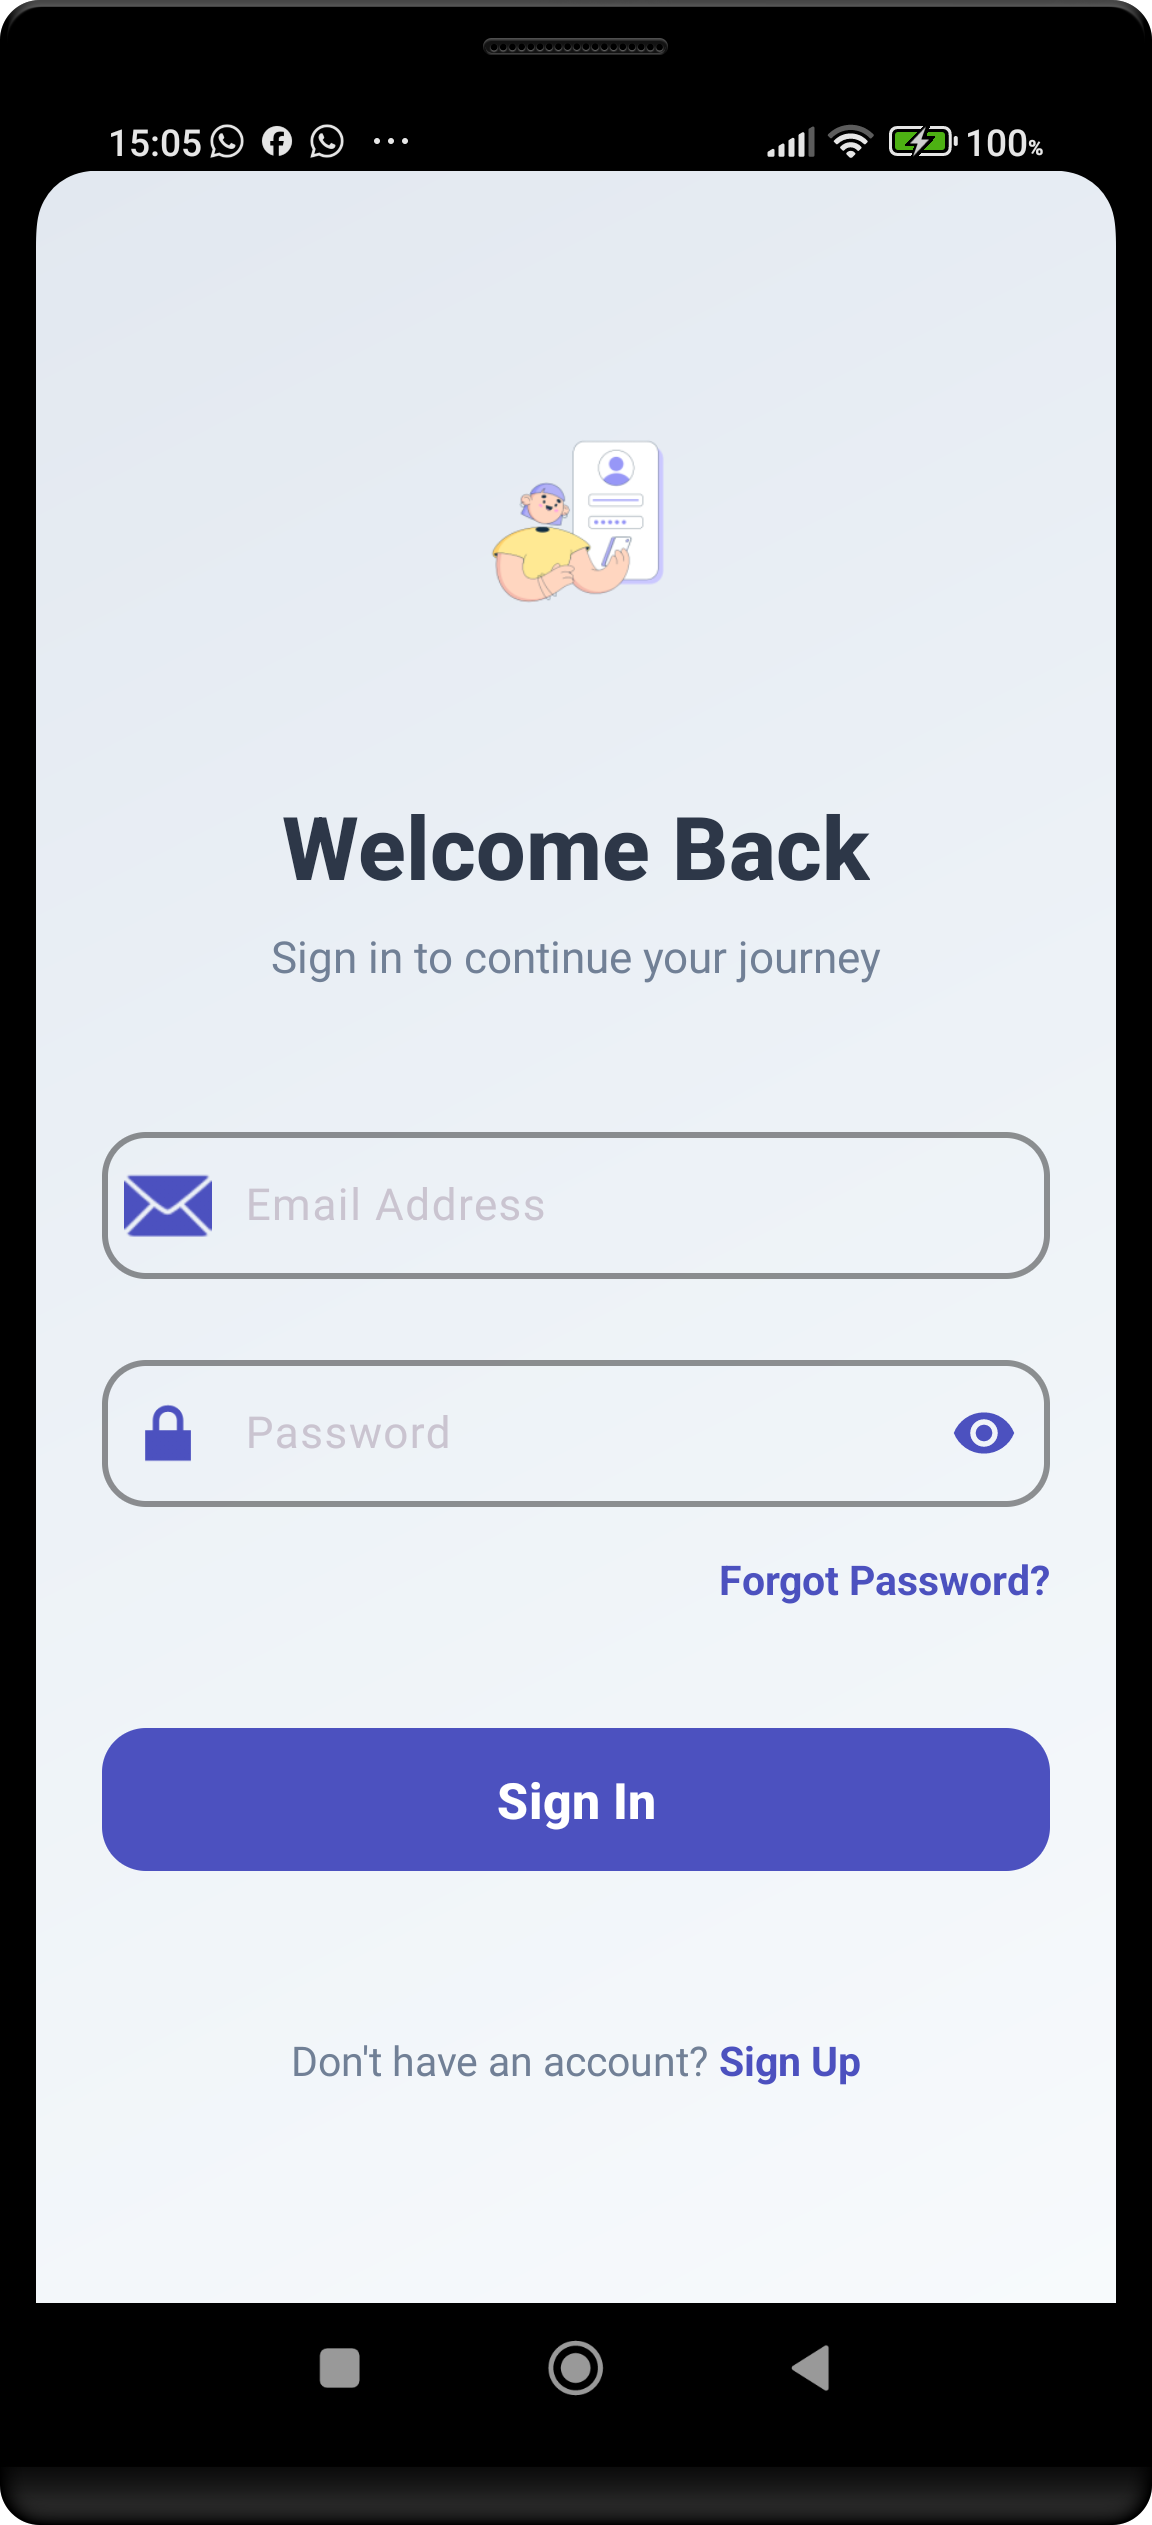 15:05 100%
Welcome Back
Sign in to continue your journey
Email Address
Password
Forgot Password?
Sign In
Don't have an account? Sign Up